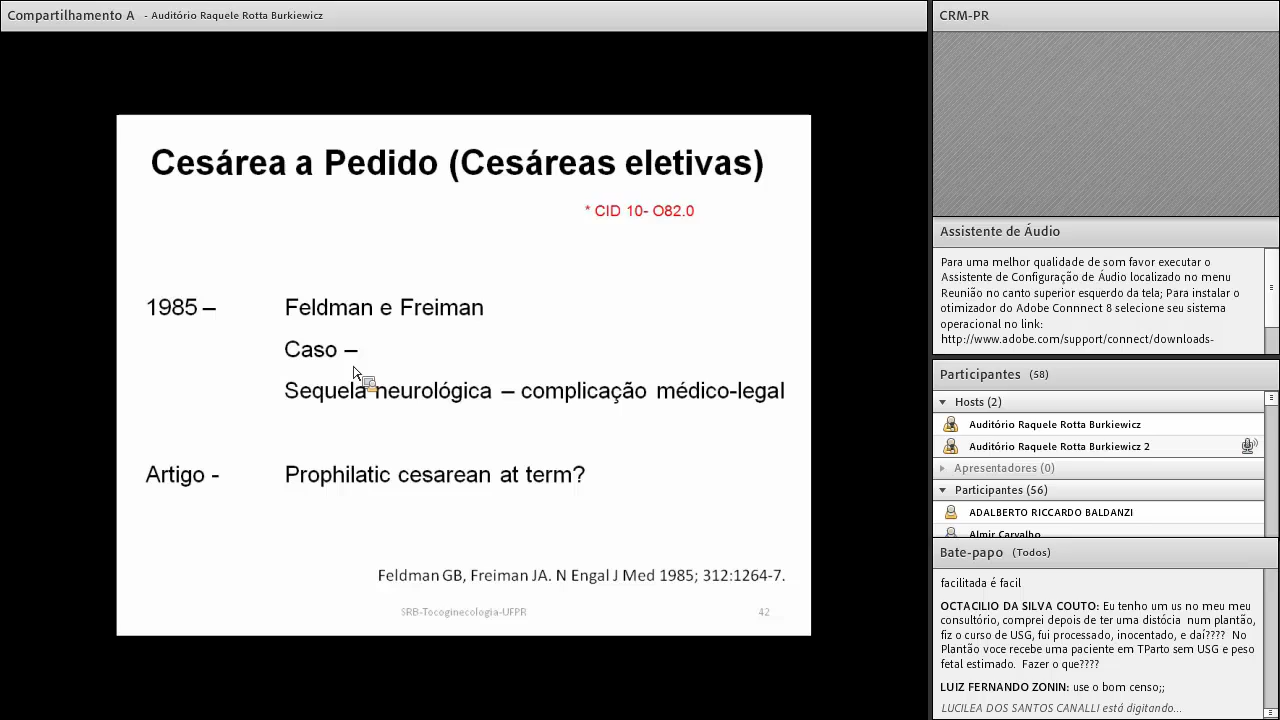 Compartilhamento A - Auditório Raquele Rotta Burkiewicz
Cesárea a Pedido (Cesáreas eletivas)
* CID 10- O82.0
1985 – Feldman e Freiman
Caso –
Sequela neurológica – complicação médico-legal
Artigo - Prophilatic cesarean at term?
Feldman GB, Freiman JA. N Engal J Med 1985; 312:1264-7.
SRB-Tocoginecologia-UFPR 42
CRM-PR
Assistente de Áudio
Para uma melhor qualidade de som favor executar o
Assistente de Configuração de Áudio localizado no menu
Reunião no canto superior esquerdo da tela; Para instalar o
otimizador do Adobe Connnect 8 selecione seu sistema
operacional no link:
http://www.adobe.com/support/connect/downloads-
Participantes (58)
Hosts (2)
Auditório Raquele Rotta Burkiewicz
Auditório Raquele Rotta Burkiewicz 2
Apresentadores (0)
Participantes (56)
ADALBERTO RICCARDO BALDANZI
Almir Carvalho
Bate-papo (Todos)
facilitada é facil
OCTACILIO DA SILVA COUTO: Eu tenho um us no meu meu
consultório, comprei depois de ter uma distócia num plantão,
fiz o curso de USG, fui processado, inocentado, e daí???? No
Plantão voce recebe uma paciente em TParto sem USG e peso
fetal estimado. Fazer o que????
LUIZ FERNANDO ZONIN: use o bom censo;;
LUCILEA DOS SANTOS CANALLI está digitando...